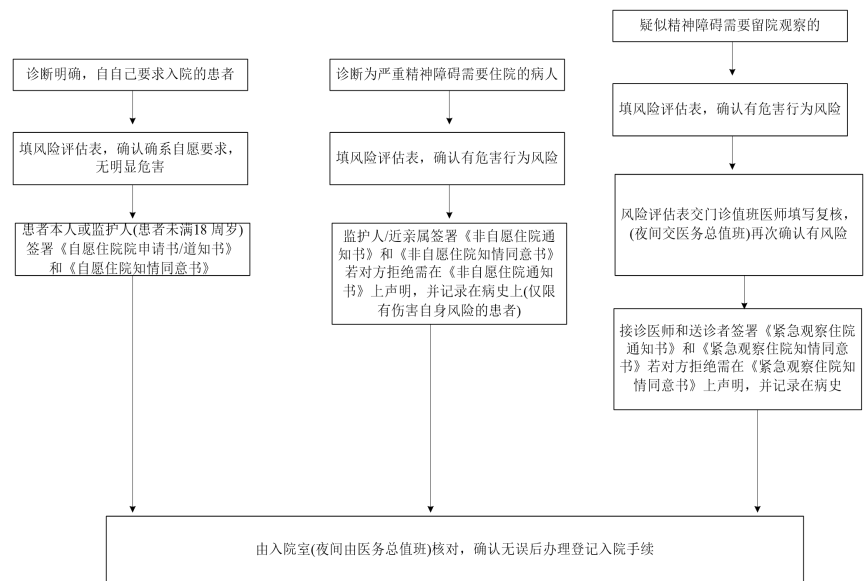 诊断明确，自自己要求入院的患者
填风险评估表，确认确系自愿要求，
无明显危害
患者本人或监护人(患者未满18 周岁)
签署《自愿住院院申请书/道知书》
和《自愿住院知情同意书》
诊断为严重精神障碍需要住院的病人
填风险评估表，确认有危害行为风险
监护人/近亲属签署《非自愿住院通
知书》和《非自愿住院知情同意书》
若对方拒绝需在《非自愿住院通知
书》上声明，并记录在病史上(仅限
有伤害自身风险的患者)
疑似精神障碍需要留院观察的
填风险评估表，确认有危害行为风险
风险评估表交门诊值班医师填写复核，
(夜间交医务总值班)再次确认有风险
接诊医师和送诊者签署《紧急观察住院
通知书》和《紧急观察住院知情同意
书》若对方拒绝需在《紧急观察住院知
情同意书》上声明，并记录在病史
由入院室(夜间由医务总值班)核对，确认无误后办理登记入院手续